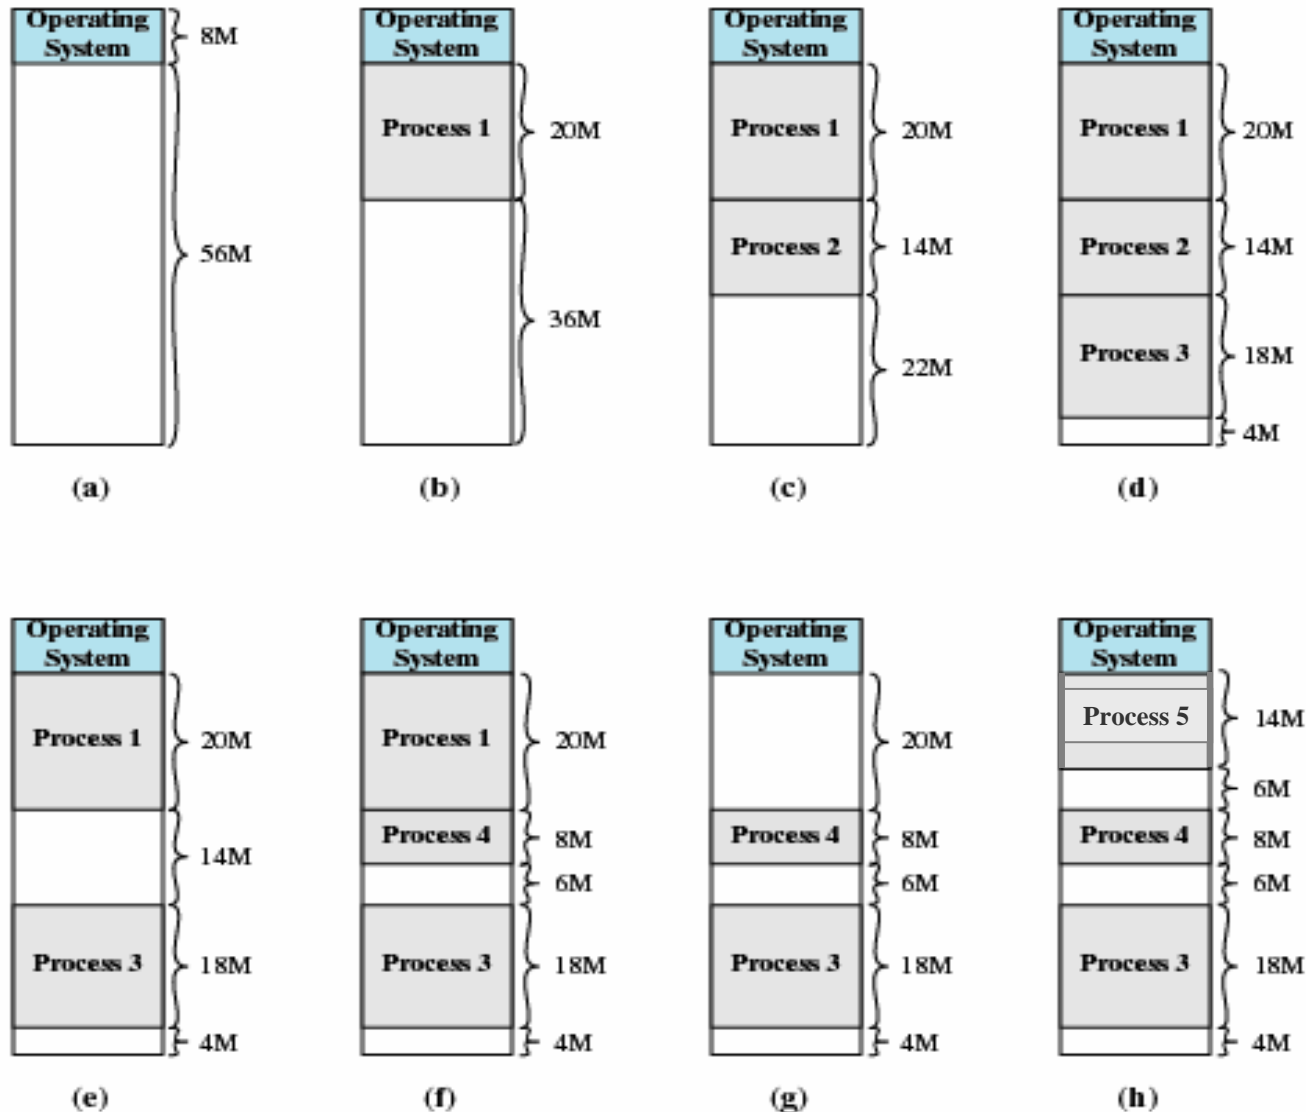 Operating
System
8M
56M
(a)
Operating
System
Process 1
20M
36M
(b)
Operating
System
Process 1
20M
Process 2
14M
22M
(c)
Operating
System
Process 1
20M
Process 2
14M
Process 3
18M
4M
(d)
Operating
System
Process 1
20M
14M
Process 3
18M
4M
(e)
Operating
System
Process 1
20M
Process 4
8M
6M
Process 3
18M
4M
(f)
Operating
System
20M
Process 4
8M
6M
Process 3
18M
4M
(g)
Operating
System
Process 5
14M
6M
Process 4
8M
6M
Process 3
18M
4M
(h)